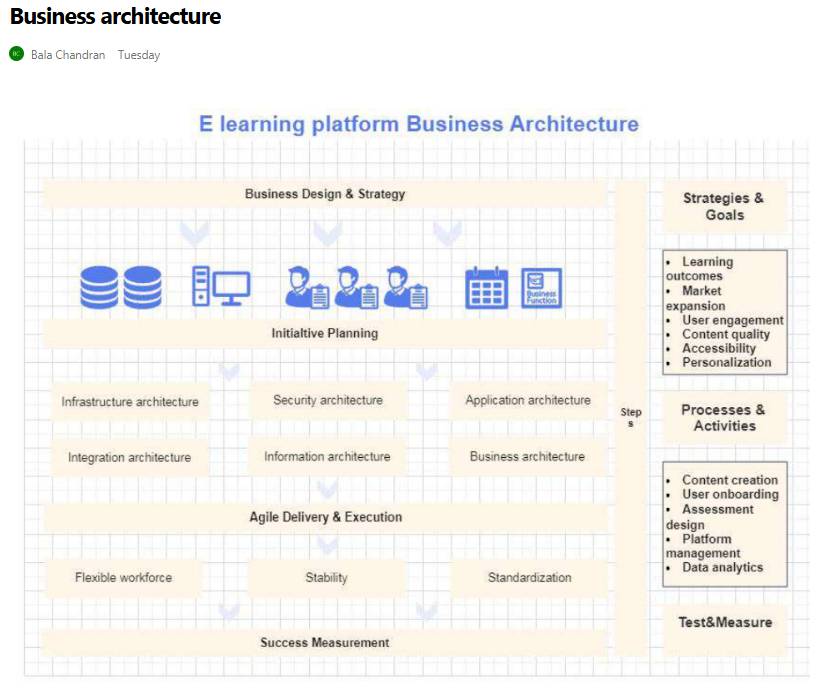 Business architecture
BC
Bala Chandran Tuesday
E learning platform Business Architecture
Business Design & Strategy
Business
Function
Initialtive Planning
Infrastructure architecture
Security architecture
Application architecture
Integration architecture
Information architecture
Business architecture
Agile Delivery & Execution
Flexible workforce
Stability
Standardization
Success Measurement
Step
s
Strategies &
Goals
• Learning
outcomes
• Market
expansion
• User engagement
• Content quality
• Accessibility
• Personalization
Processes &
Activities
• Content creation
• User onboarding
• Assessment
design
• Platform
management
• Data analytics
Test&Measure